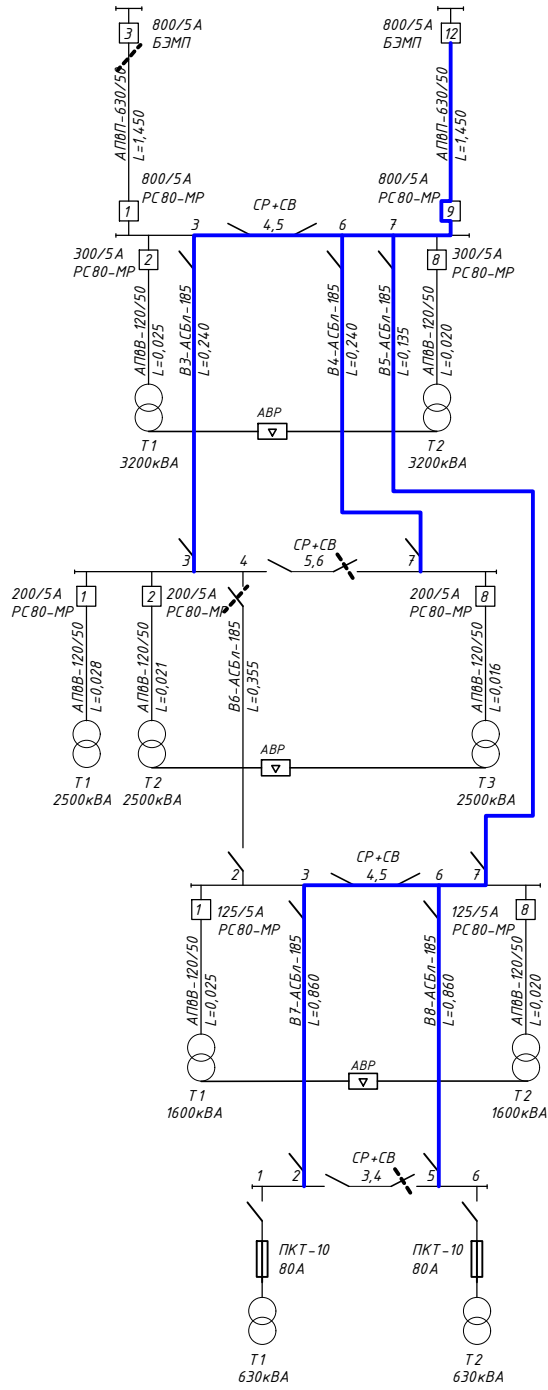 3
800/5А
БЭМП
12
800/5А
БЭМП
АПВП-630/50
L=1,450
АПВП-630/50
L=1,450
1
800/5А
РС80-МР
800/5А
РС80-МР
9
3
СР+СВ
4,5
6
7
300/5А
РС80-МР
2
8
300/5А
РС80-МР
АПВВ-120/50
L=0,025
В3-АСБл-185
L=0,240
В4-АСБл-185
L=0,240
В5-АСБл-185
L=0,135
АПВВ-120/50
L=0,020
АВР
Т1
3200кВА
Т2
3200кВА
3
4
СР+СВ
5,6
7
200/5А
РС80-МР
1
2
200/5А
РС80-МР
200/5А
РС80-МР
8
АПВВ-120/50
L=0,028
АПВВ-120/50
L=0,021
В6-АСБл-185
L=0,355
АПВВ-120/50
L=0,016
АВР
Т1
2500кВА
Т2
2500кВА
Т3
2500кВА
2
3
СР+СВ
4,5
6
7
1
125/5А
РС80-МР
125/5А
РС80-МР
8
АПВВ-120/50
L=0,025
В7-АСБл-185
L=0,860
В8-АСБл-185
L=0,860
АПВВ-120/50
L=0,020
АВР
Т1
1600кВА
Т2
1600кВА
1
2
СР+СВ
3,4
5
6
ПКТ-10
80А
ПКТ-10
80А
Т1
630кВА
Т2
630кВА